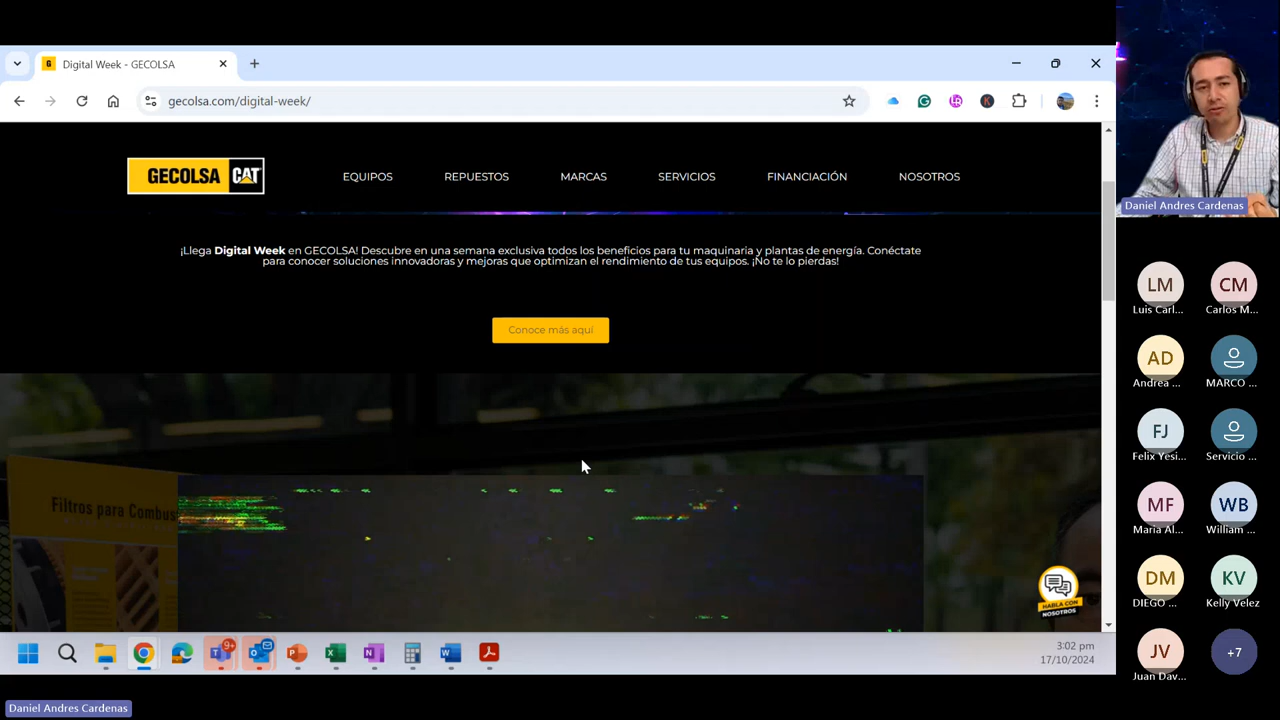 Digital Week - GECOLSA
gecolsa.com/digital-week/
GECOLSA CAT
EQUIPOS
REPUESTOS
MARCAS
SERVICIOS
FINANCIACIÓN
NOSOTROS
¡Llega Digital Week en GECOLSA! Descubre en una semana exclusiva todos los beneficios para tu maquinaria y plantas de energía. Conéctate
para conocer soluciones innovadoras y mejoras que optimizan el rendimiento de tus equipos. ¡No te lo pierdas!
Conoce más aquí
Filtros para Combus
HABLA CON
NOSOTROS
9+
3:02 pm
17/10/2024
Daniel Andres Cardenas
Daniel Andres Cardenas
LM
Luis Carl...
CM
Carlos M...
AD
Andrea ...
MARCO ...
FJ
Felix Yesi...
Servicio ...
MF
Maria Al...
WB
William ...
DM
DIEGO ...
KV
Kelly Velez
JV
Juan Dav...
+7